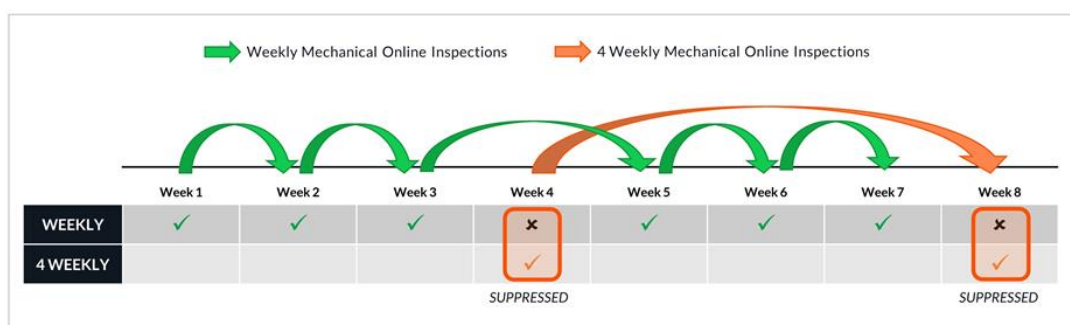 Weekly Mechanical Online Inspections 4 Weekly Mechanical Online Inspections
Week 1 Week 2 Week 3 Week 4 Week 5 Week 6 Week 7 Week 8
WEEKLY ✓ ✓ ✓ ✘ ✓ ✓ ✓ ✘
4 WEEKLY ✓ ✓
SUPPRESSED SUPPRESSED